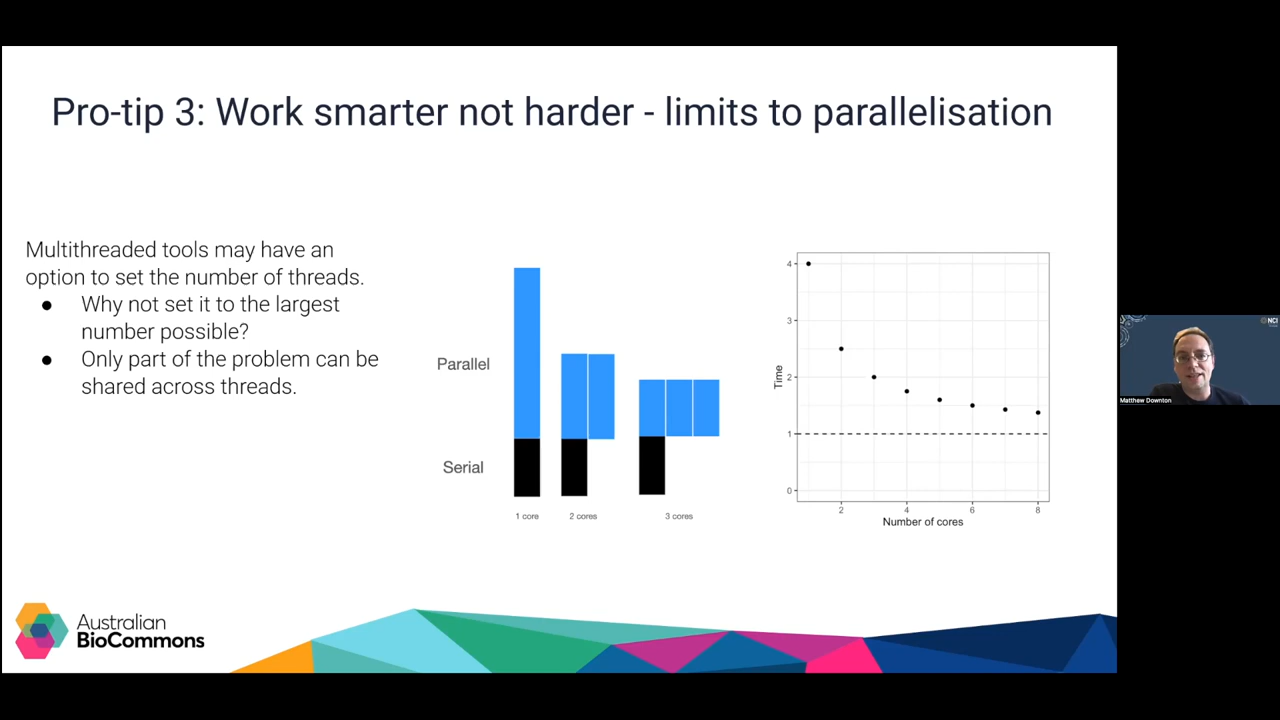 Pro-tip 3: Work smarter not harder - limits to parallelisation
Multithreaded tools may have an
option to set the number of threads.
● Why not set it to the largest
number possible?
● Only part of the problem can be
shared across threads.
Parallel
Serial
1 core
2 cores
3 cores
Time
4
3
2
1
0
2
4
6
8
Number of cores
NCI
Matthew Downton
Australian
BioCommons